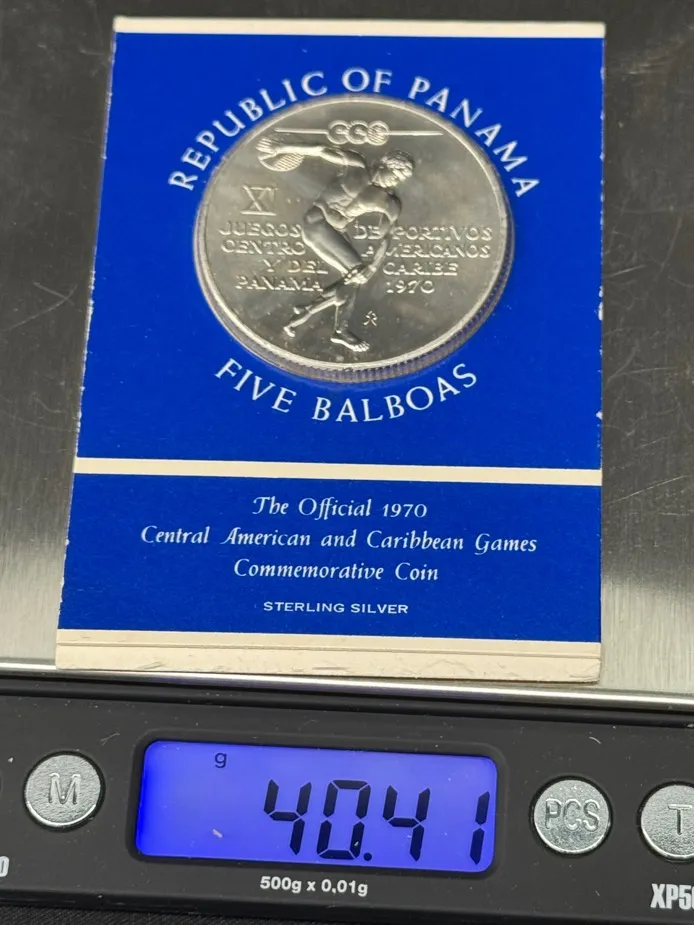 REPUBLIC OF PANAMA
XI
JUEGOS DEPORTIVOS
CENTRO AMERICANOS
Y DEL CARIBE
PANAMA 1970
FIVE BALBOAS
The Official 1970
Central American and Caribbean Games
Commemorative Coin
STERLING SILVER
g
40.41
M
PCS
T
500g x 0,01g